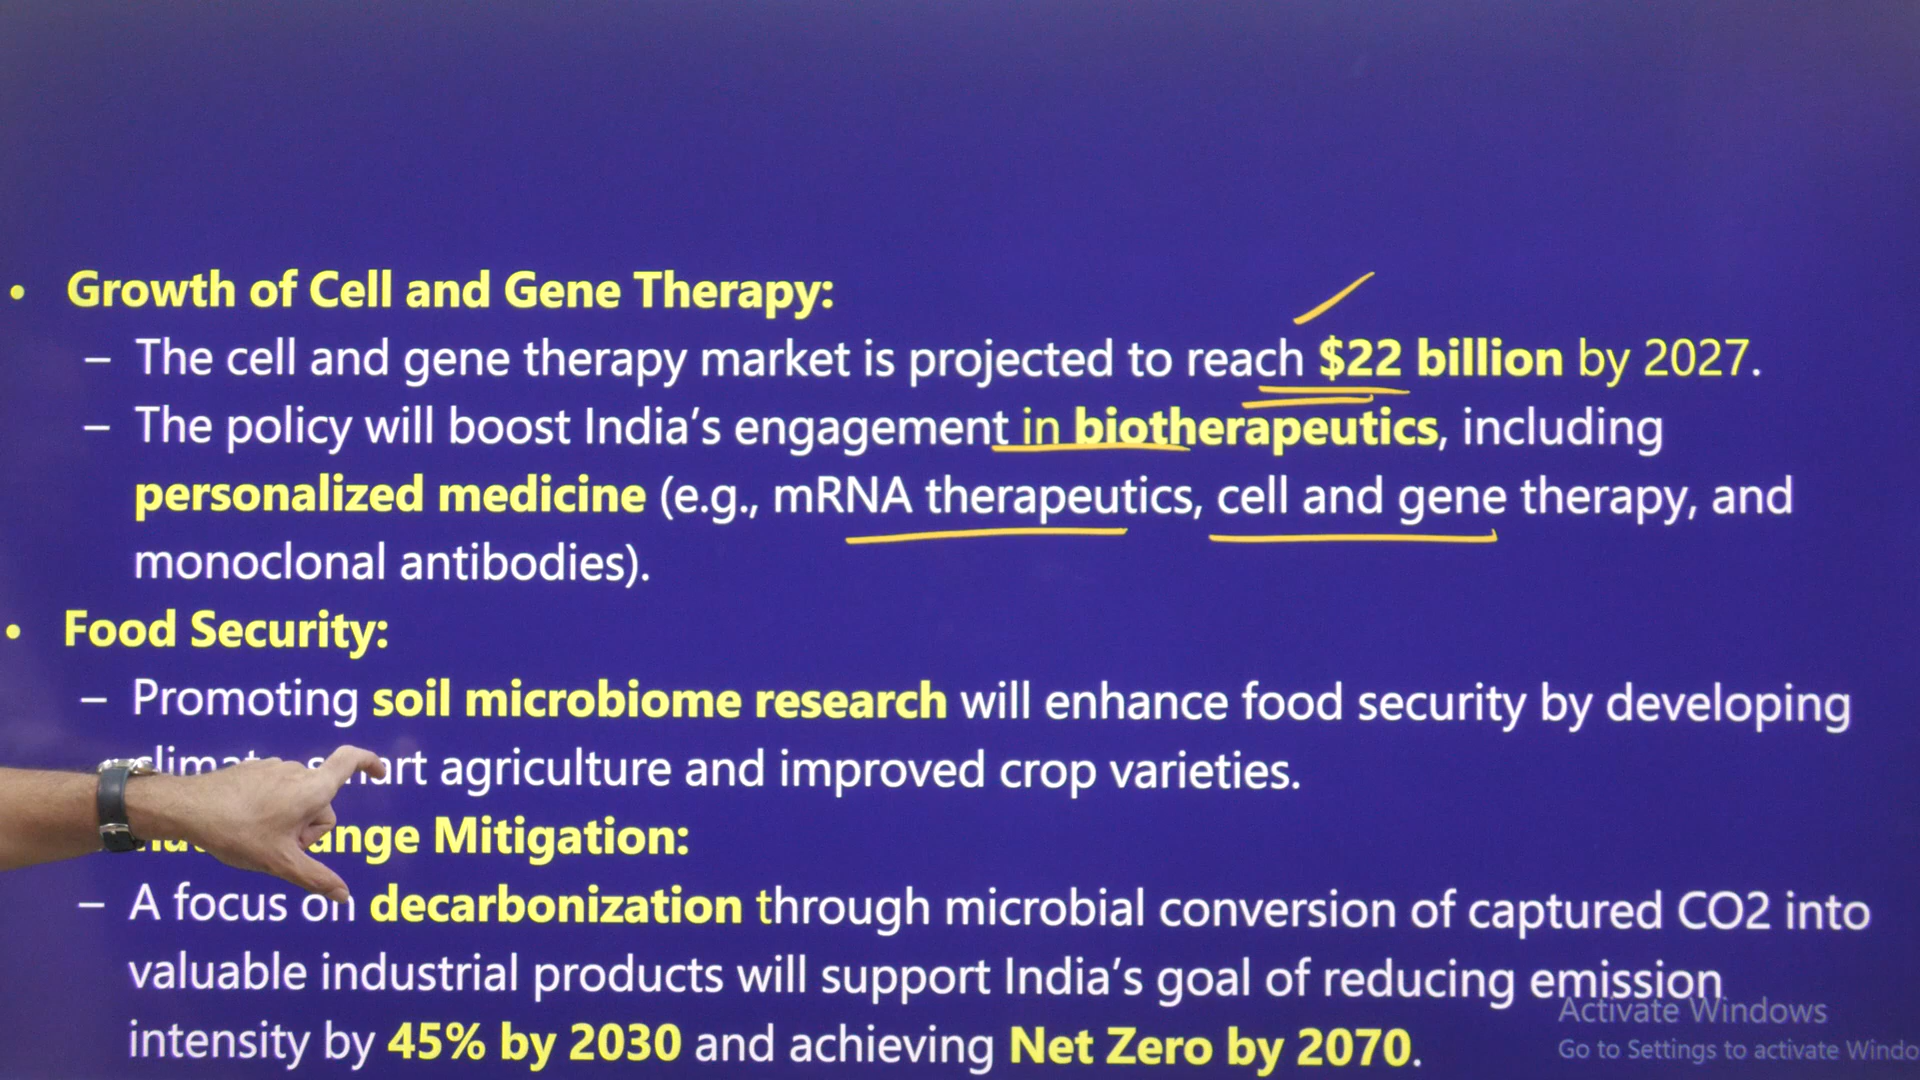 • Growth of Cell and Gene Therapy:
– The cell and gene therapy market is projected to reach $22 billion by 2027.
– The policy will boost India's engagement in biotherapeutics, including
personalized medicine (e.g., mRNA therapeutics, cell and gene therapy, and
monoclonal antibodies).
• Food Security:
– Promoting soil microbiome research will enhance food security by developing
agriculture and improved crop varieties.
Mitigation:
– A focus on decarbonization through microbial conversion of captured CO2 into
valuable industrial products will support India's goal of reducing emission
intensity by 45% by 2030 and achieving Net Zero by 2070.
Activate Windows
Go to Settings to activate